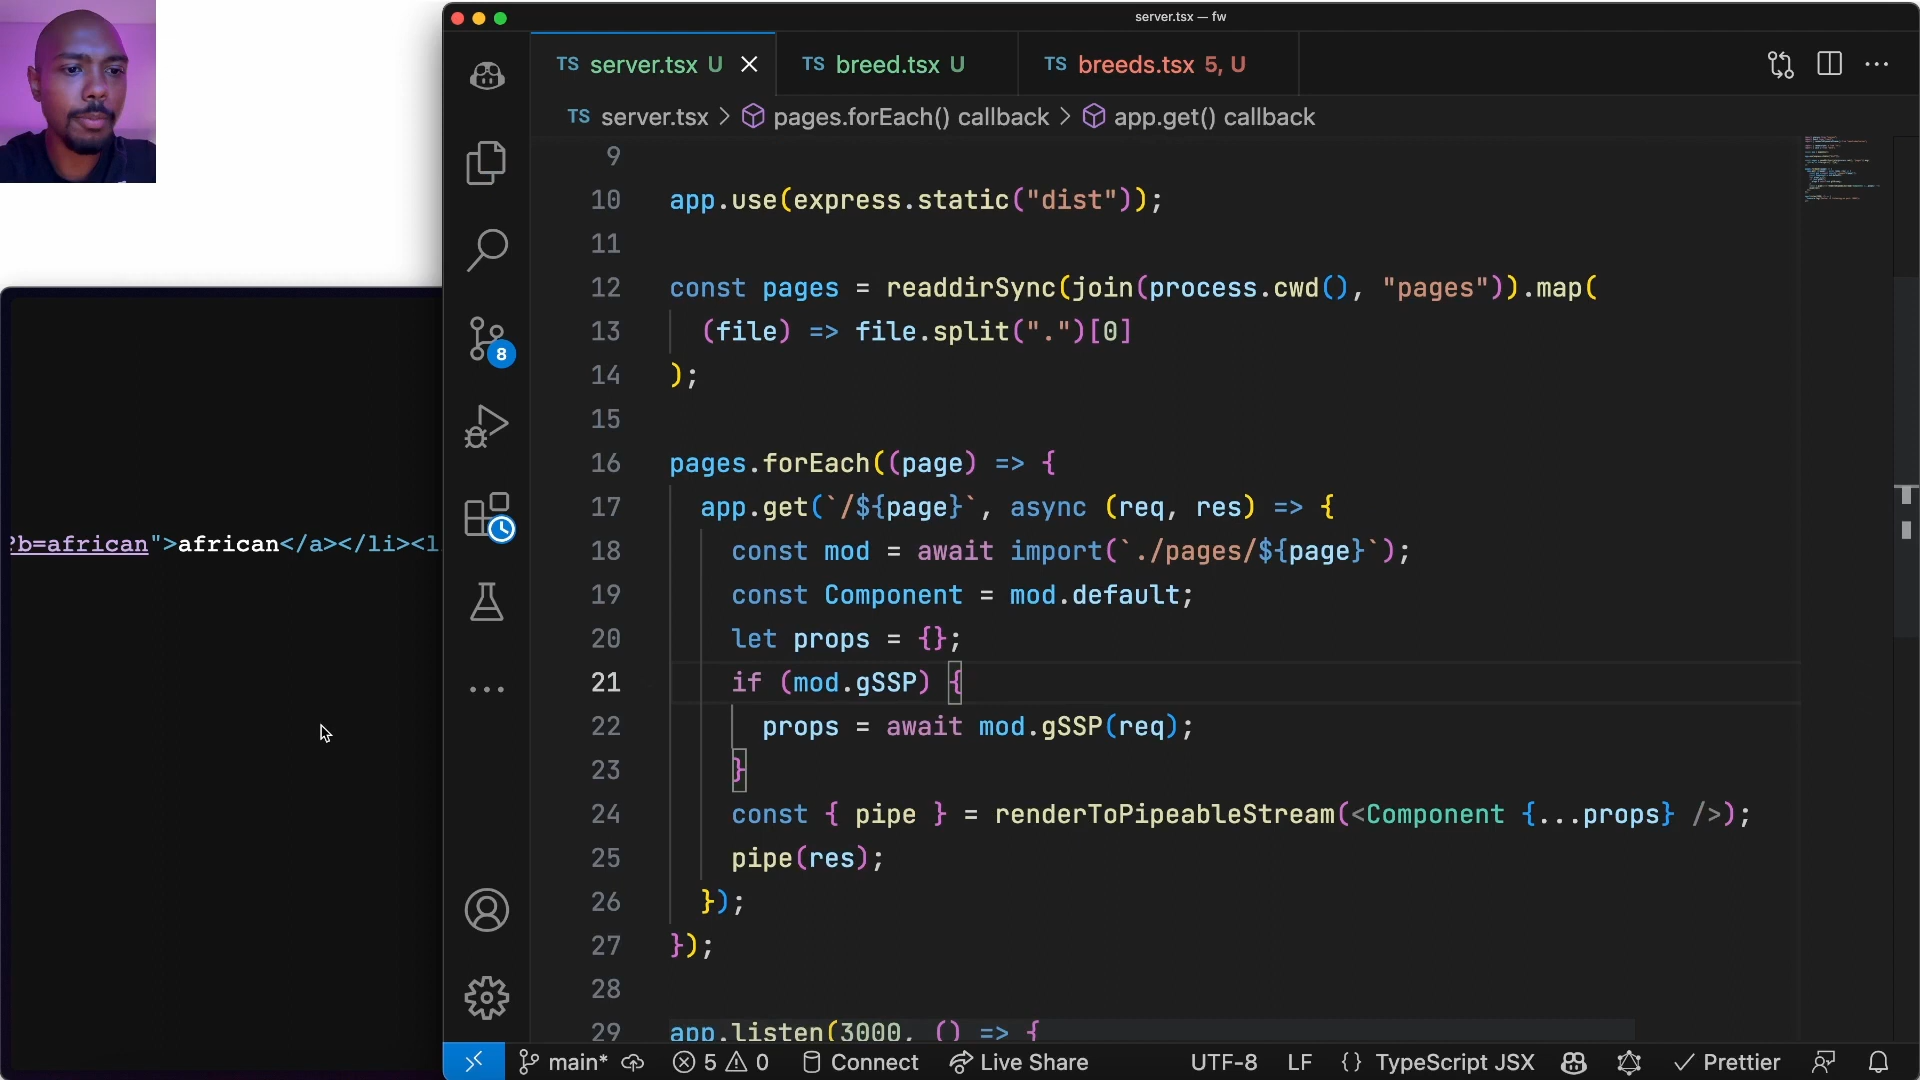 server.tsx — fw
TS server.tsx U
TS breed.tsx U
TS breeds.tsx 5, U
TS server.tsx > pages.forEach() callback > app.get() callback
9
10 app.use(express.static("dist"));
11
12 const pages = readdirSync(join(process.cwd(), "pages")).map(
13 (file) => file.split(".")[0]
14 );
15
16 pages.forEach((page) => {
17 app.get(`/${page}`, async (req, res) => {
18 const mod = await import(`./pages/${page}`);
19 const Component = mod.default;
20 let props = {};
21 if (mod.gSSP) {
22 props = await mod.gSSP(req);
23 }
24 const { pipe } = renderToPipeableStream(<Component {...props} />);
25 pipe(res);
26 });
27 });
28
29 app.listen(3000, () => {
8
?b=african">african</a></li><l
main* 5 0 Connect Live Share UTF-8 LF {} TypeScript JSX Prettier